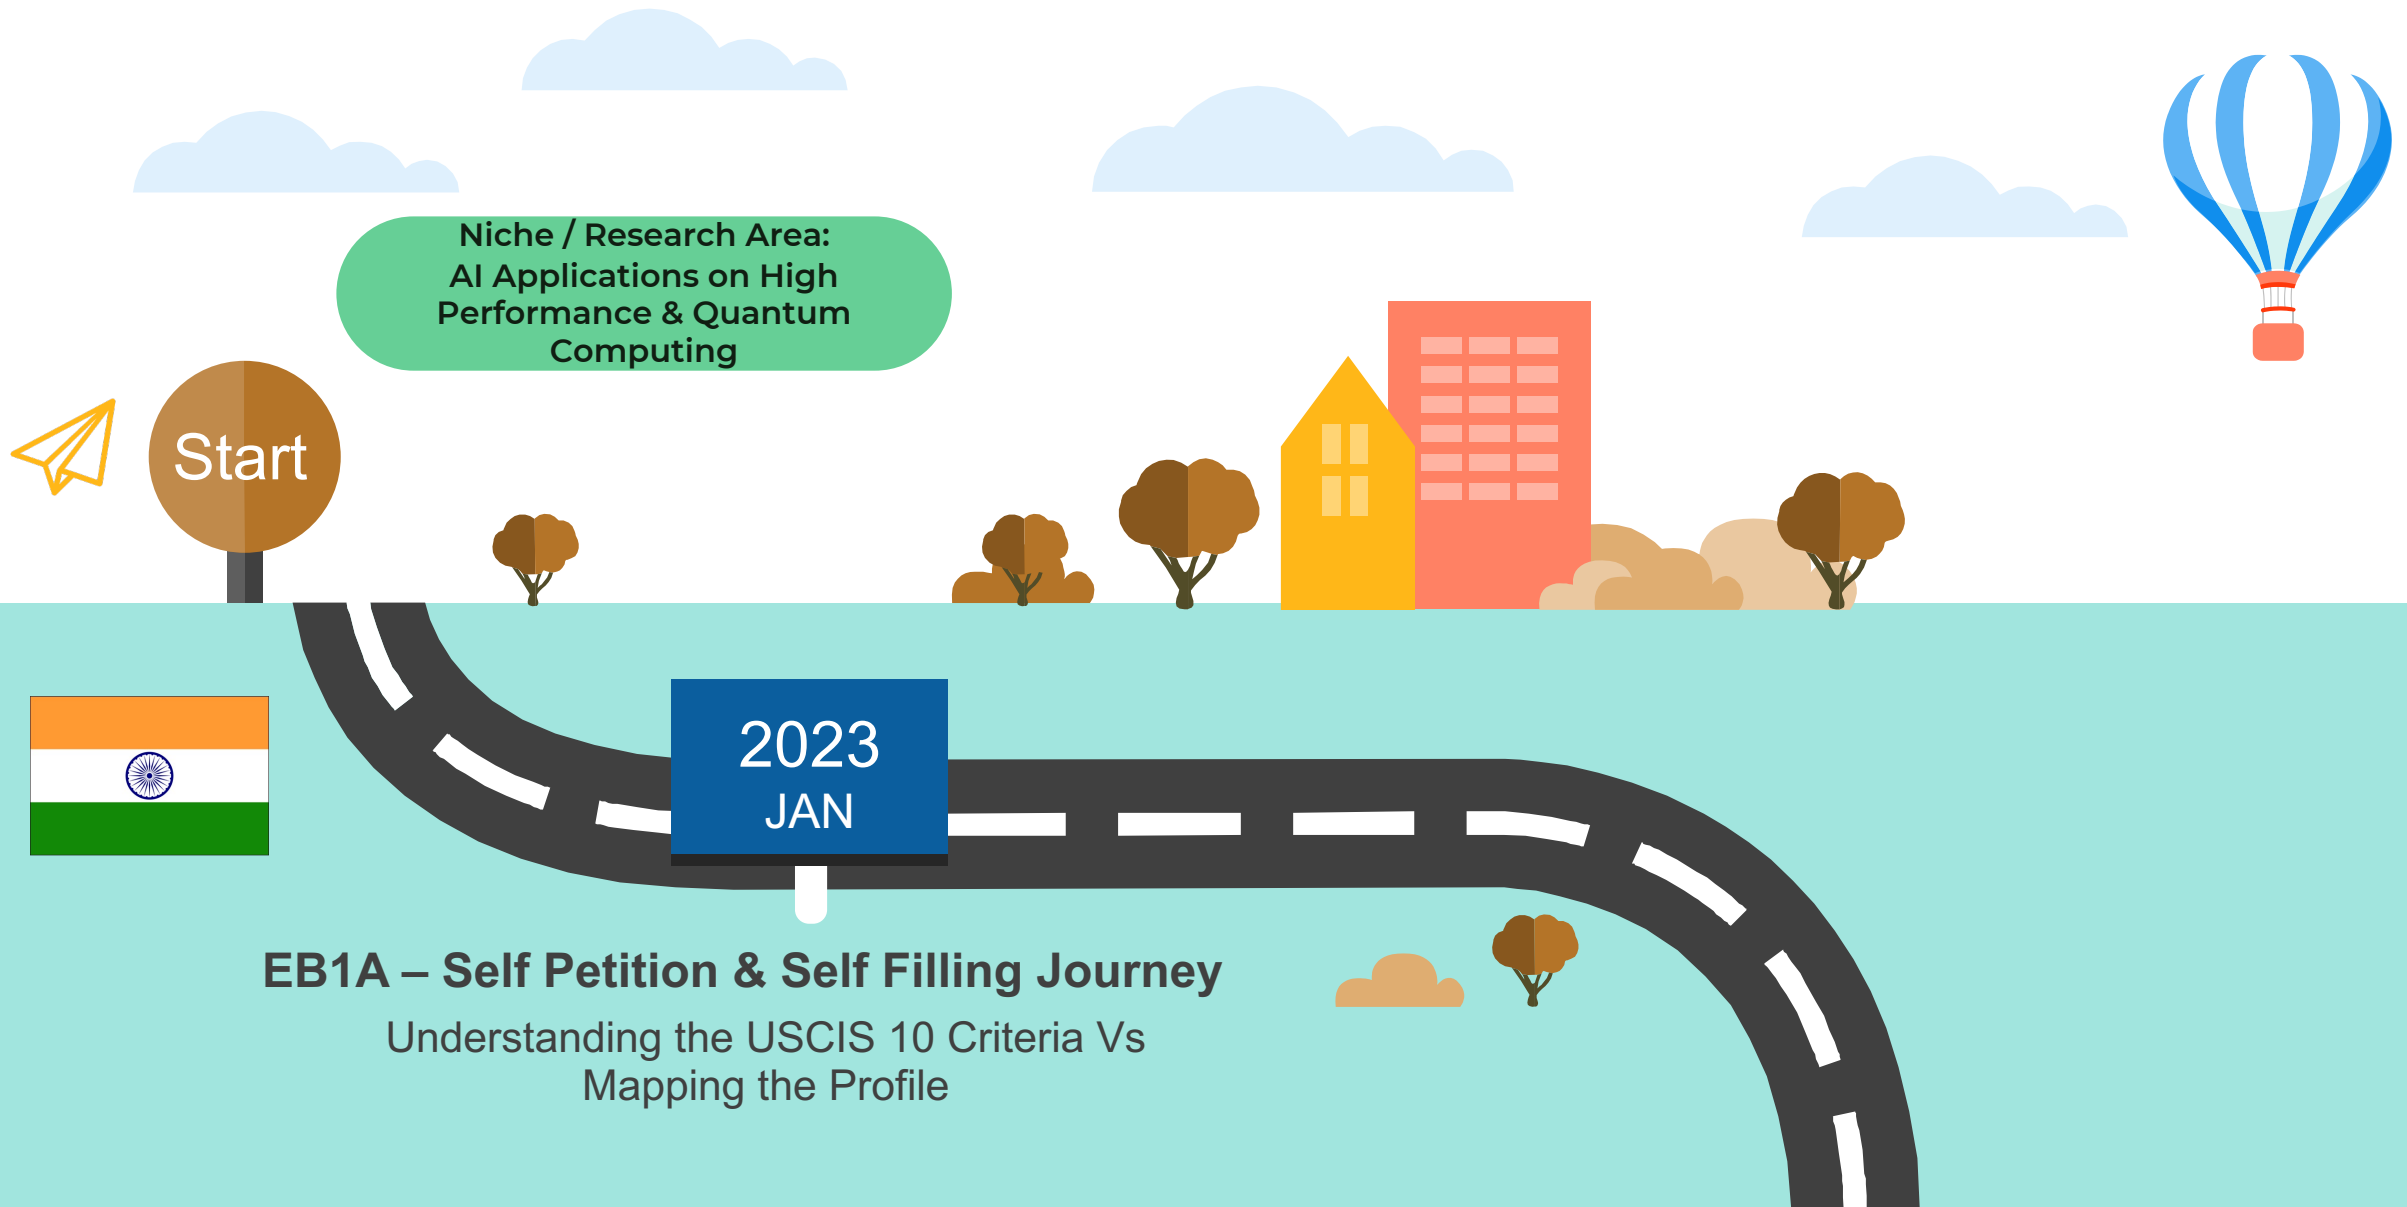 Niche / Research Area:
AI Applications on High
Performance & Quantum
Computing
Start
2023
JAN
EB1A – Self Petition & Self Filling Journey
Understanding the USCIS 10 Criteria Vs
Mapping the Profile